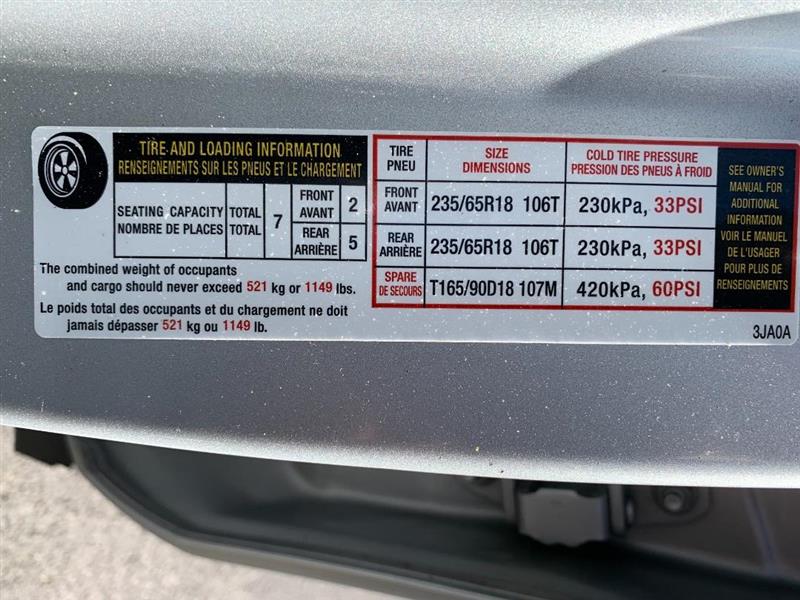 TIRE AND LOADING INFORMATION
RENSEIGNEMENTS SUR LES PNEUS ET LE CHARGEMENT
SEATING CAPACITY
NOMBRE DE PLACES
TOTAL
TOTAL
7
FRONT
AVANT
2
REAR
ARRIÈRE
5
The combined weight of occupants
and cargo should never exceed 521 kg or 1149 lbs.
Le poids total des occupants et du chargement ne doit
jamais dépasser 521 kg ou 1149 lb.
TIRE
PNEU
SIZE
DIMENSIONS
COLD TIRE PRESSURE
PRESSION DES PNEUS À FROID
FRONT
AVANT
235/65R18 106T
230kPa, 33PSI
REAR
ARRIÈRE
235/65R18 106T
230kPa, 33PSI
SPARE
DE SECOURS
T165/90D18 107M
420kPa, 60PSI
SEE OWNER'S
MANUAL FOR
ADDITIONAL
INFORMATION
VOIR LE MANUEL
DE L'USAGER
POUR PLUS DE
RENSEIGNEMENTS
3JA0A